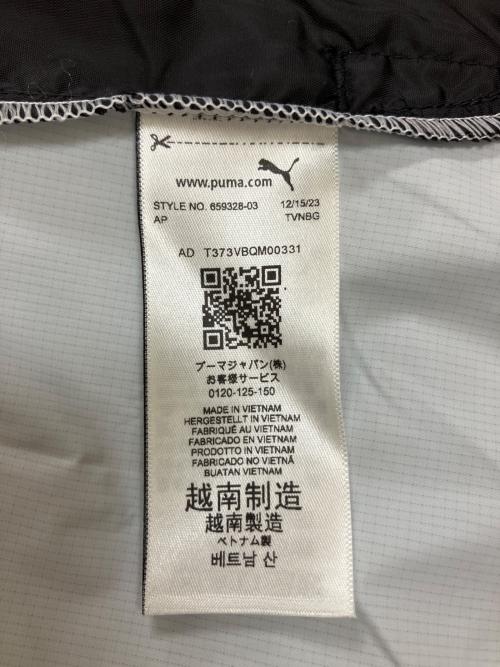 www.puma.com
STYLE NO. 659328-03 12/15/23
AP TVNBG
AD T373VBQM00331
プーマジャパン(株)
お客様サービス
0120-125-150
MADE IN VIETNAM
HERGESTELLT IN VIETNAM
FABRIQUÉ AU VIETNAM
FABRICADO EN VIETNAM
PRODOTTO IN VIETNAM
FABRICADO NO VIETNÃ
BUATAN VIETNAM
越南制造
越南製造
ベトナム製
베트남 산